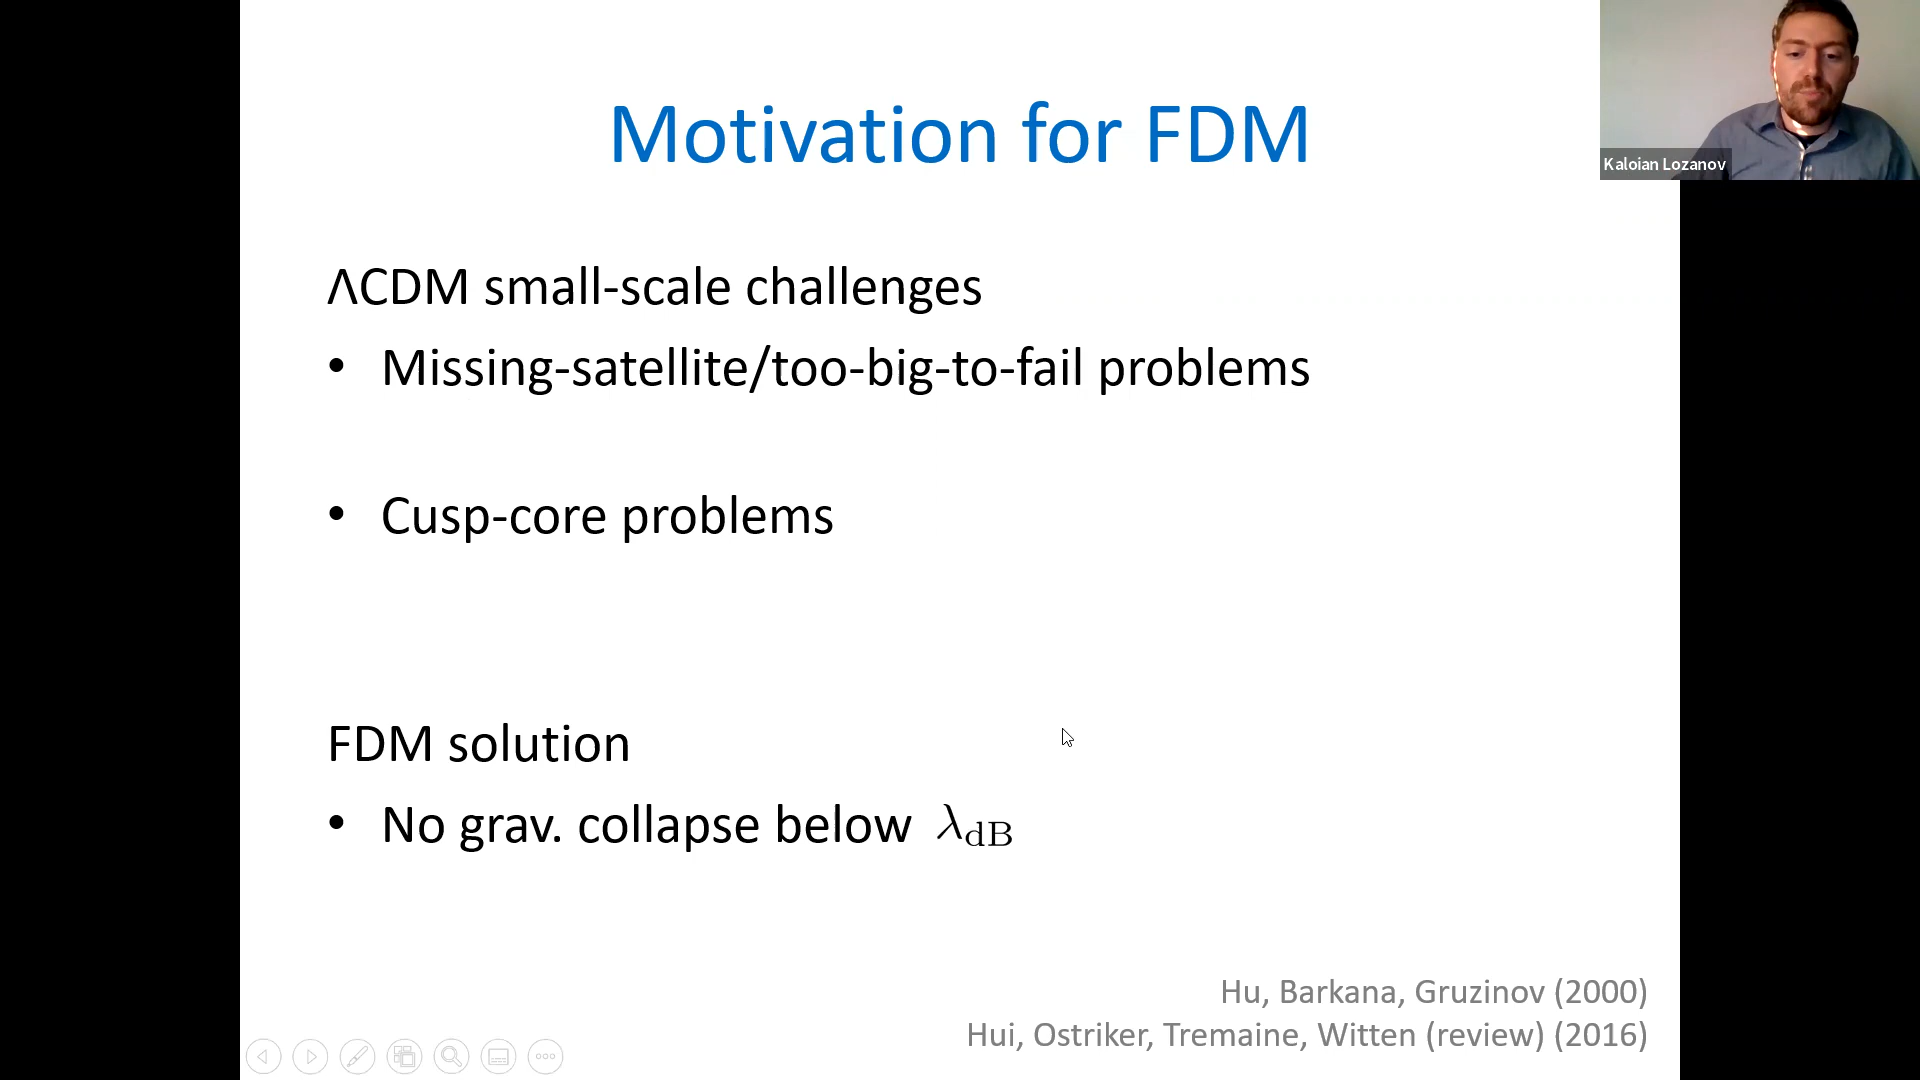 Motivation for FDM
Kaloian Lozanov
ΛCDM small-scale challenges
• Missing-satellite/too-big-to-fail problems
• Cusp-core problems
FDM solution
• No grav. collapse below λ_dB
Hu, Barkana, Gruzinov (2000)
Hui, Ostriker, Tremaine, Witten (review) (2016)